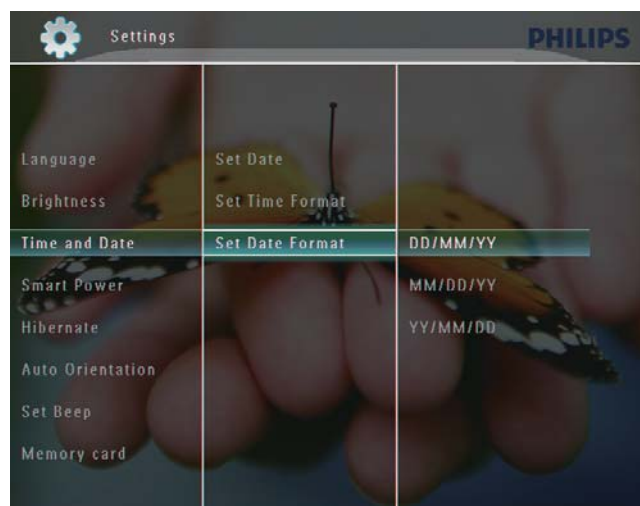 Settings
PHILIPS
Language
Brightness
Time and Date
Smart Power
Hibernate
Auto Orientation
Set Beep
Memory card
Set Date
Set Time Format
Set Date Format
DD/MM/YY
MM/DD/YY
YY/MM/DD